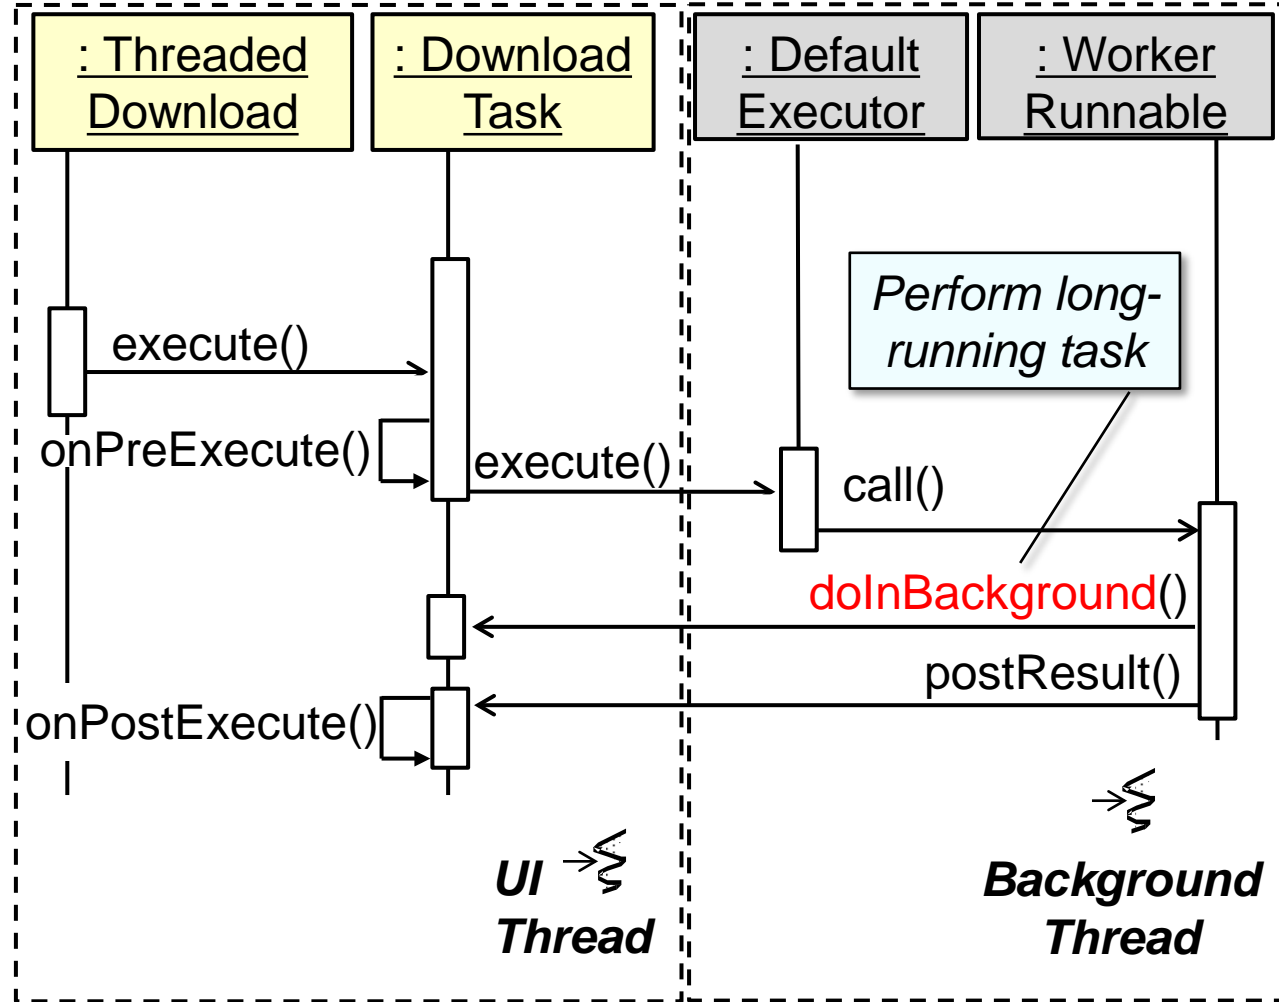 : Threaded
Download
: Download
Task
: Default
Executor
: Worker
Runnable
Perform long-
running task
execute()
onPreExecute()
execute()
call()
doInBackground()
postResult()
onPostExecute()
UI
Thread
Background
Thread